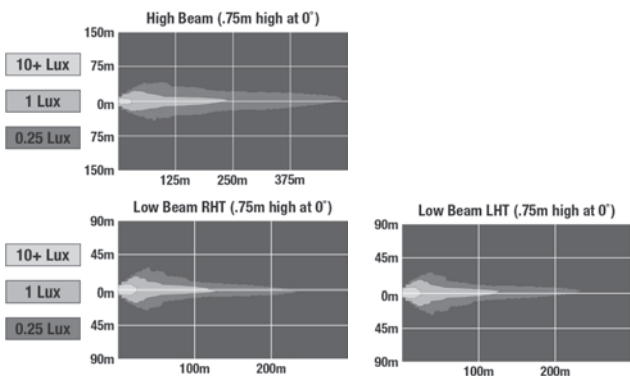 High Beam (.75m high at 0˚)
150m
75m
0m
75m
150m
10+ Lux
1 Lux
0.25 Lux
125m 250m 375m
Low Beam RHT (.75m high at 0˚)
90m
45m
0m
45m
90m
10+ Lux
1 Lux
0.25 Lux
100m 200m
Low Beam LHT (.75m high at 0˚)
90m
45m
0m
45m
90m
100m 200m